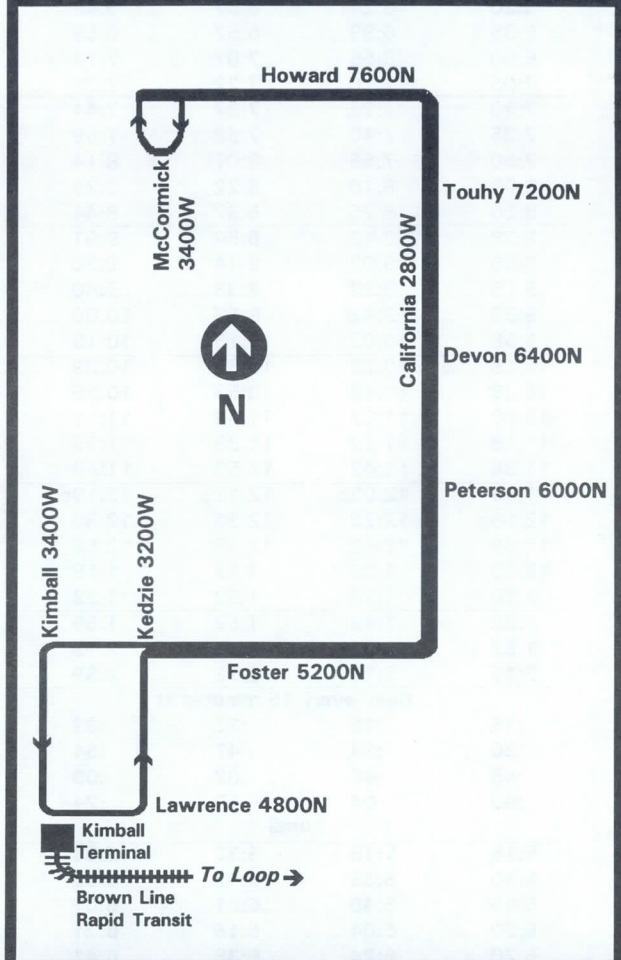 Howard 7600N
McCormick
3400W
Touhy 7200N
California 2800W
Devon 6400N
N
Peterson 6000N
Kimball 3400W
Kedzie 3200W
Foster 5200N
Lawrence 4800N
Kimball
Terminal
To Loop→
Brown Line
Rapid Transit